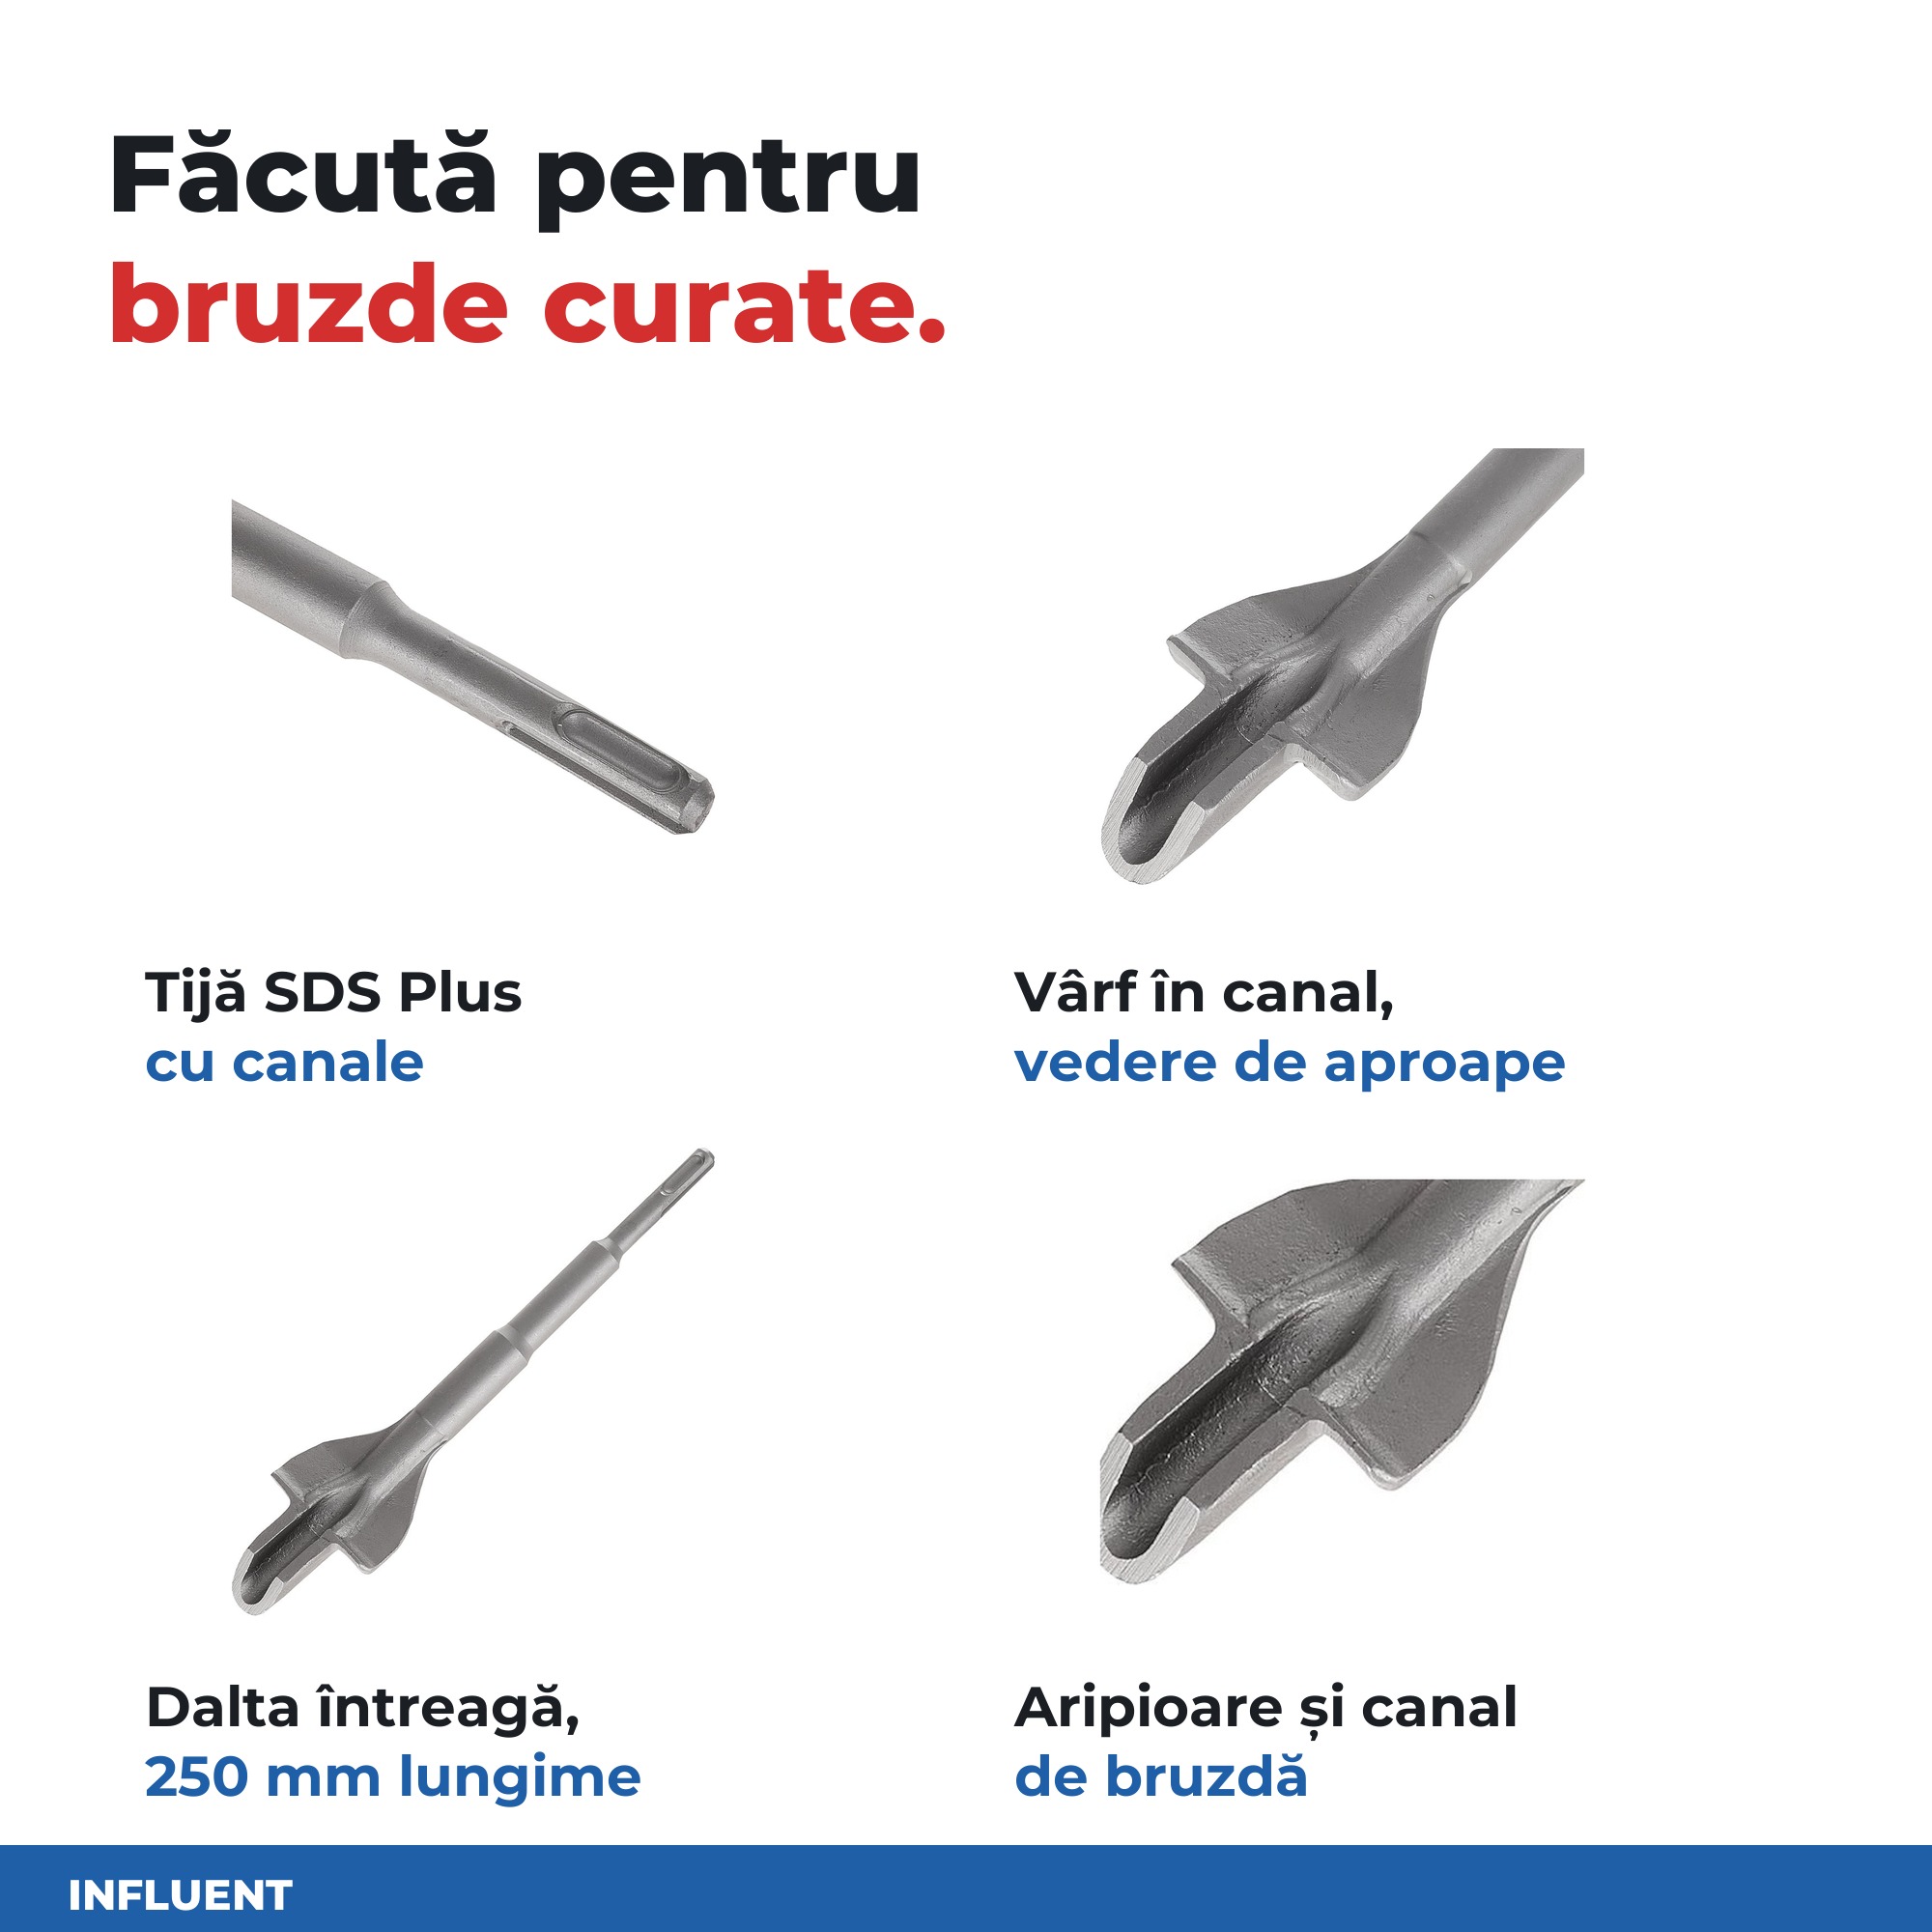 Făcută pentru
bruzde curate.
Tijă SDS Plus
cu canale
Vârf în canal,
vedere de aproape
Dalta întreagă,
250 mm lungime
Aripioare și canal
de bruzdă
INFLUENT